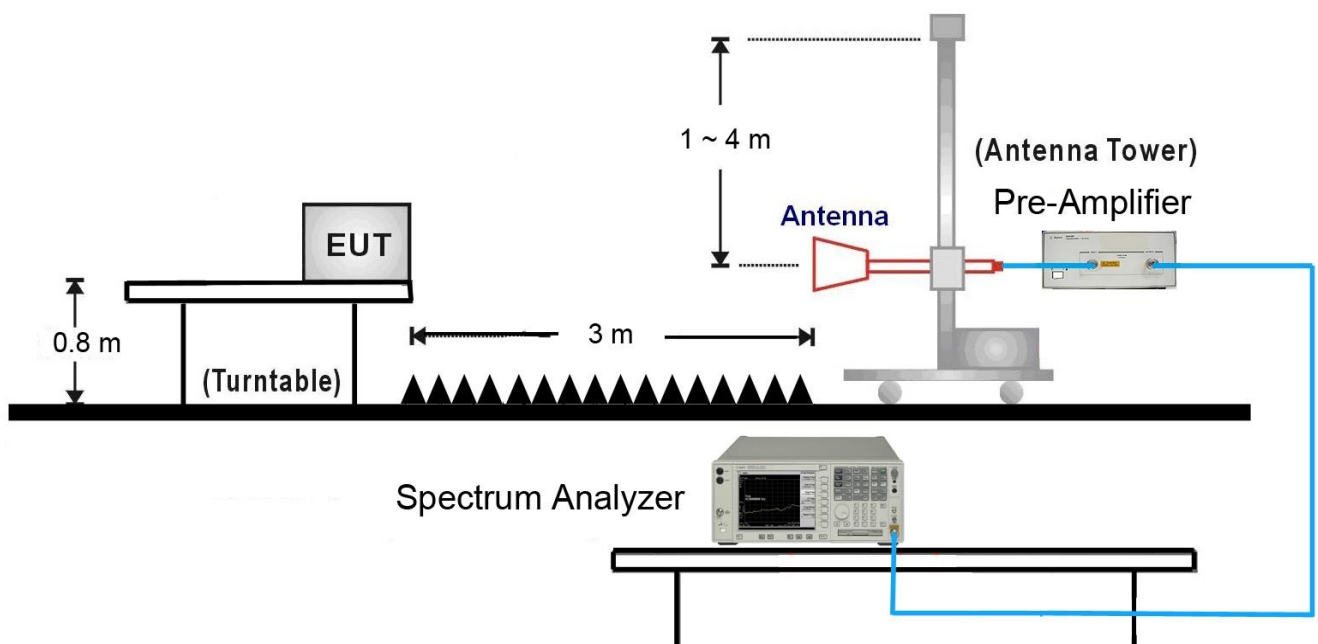 1 ~ 4 m
(Antenna Tower)
Pre-Amplifier
Antenna
EUT
0.8 m
3 m
(Turntable)
Spectrum Analyzer